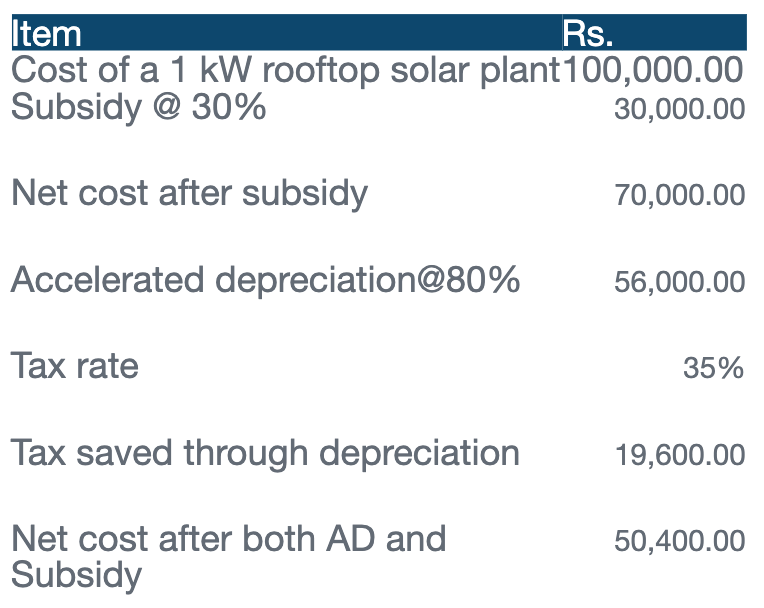 Item Rs.
Cost of a 1 kW rooftop solar plant 100,000.00
Subsidy @ 30% 30,000.00
Net cost after subsidy 70,000.00
Accelerated depreciation@80% 56,000.00
Tax rate 35%
Tax saved through depreciation 19,600.00
Net cost after both AD and 50,400.00
Subsidy